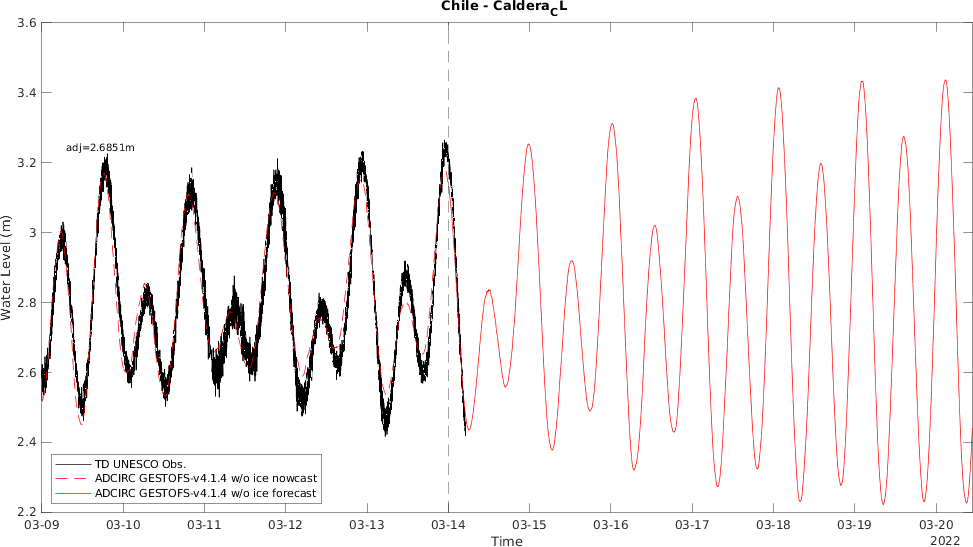 Chile - Caldera_CL
3.6
3.4
3.2
3
2.8
2.6
2.4
2.2
Water Level (m)
adj=2.6851m
TD UNESCO Obs.
ADCIRC GESTOFS-v4.1.4 w/o ice nowcast
ADCIRC GESTOFS-v4.1.4 w/o ice forecast
03-09 03-10 03-11 03-12 03-13 03-14 03-15 03-16 03-17 03-18 03-19 03-20
Time
2022